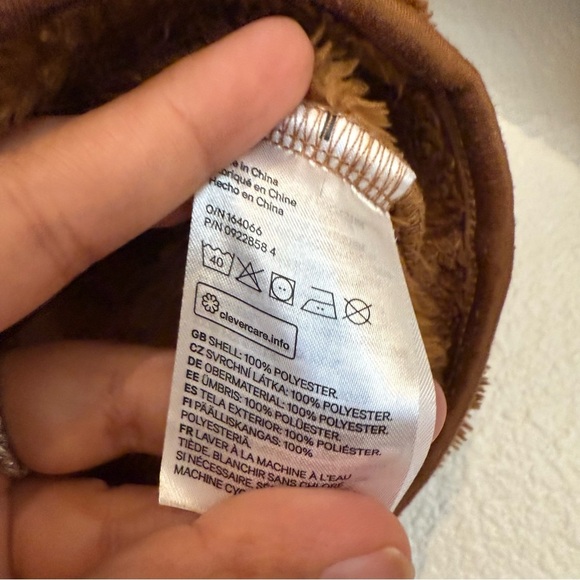 in China
en Chine
Hecho en China
O/N 164066
P/N 0922858 4
40
clevercare.info
GB SHELL: 100% POLYESTER.
CZ SVRCHNÍ LÁTKA: 100% POLYESTER.
DE OBERMATERIAL: 100% POLYESTER.
EE ÜMBRIS: 100% POLÜESTER.
ES TELA EXTERIOR: 100% POLIÉSTER.
FI PÄÄLLISKANGAS: 100%
POLYESTERIÄ
FR LAVER À LA MACHINE À L'EAU
TIÈDE. BLANCHIR SANS CHLORE
SI NÉCESSAIRE.
MACHINE